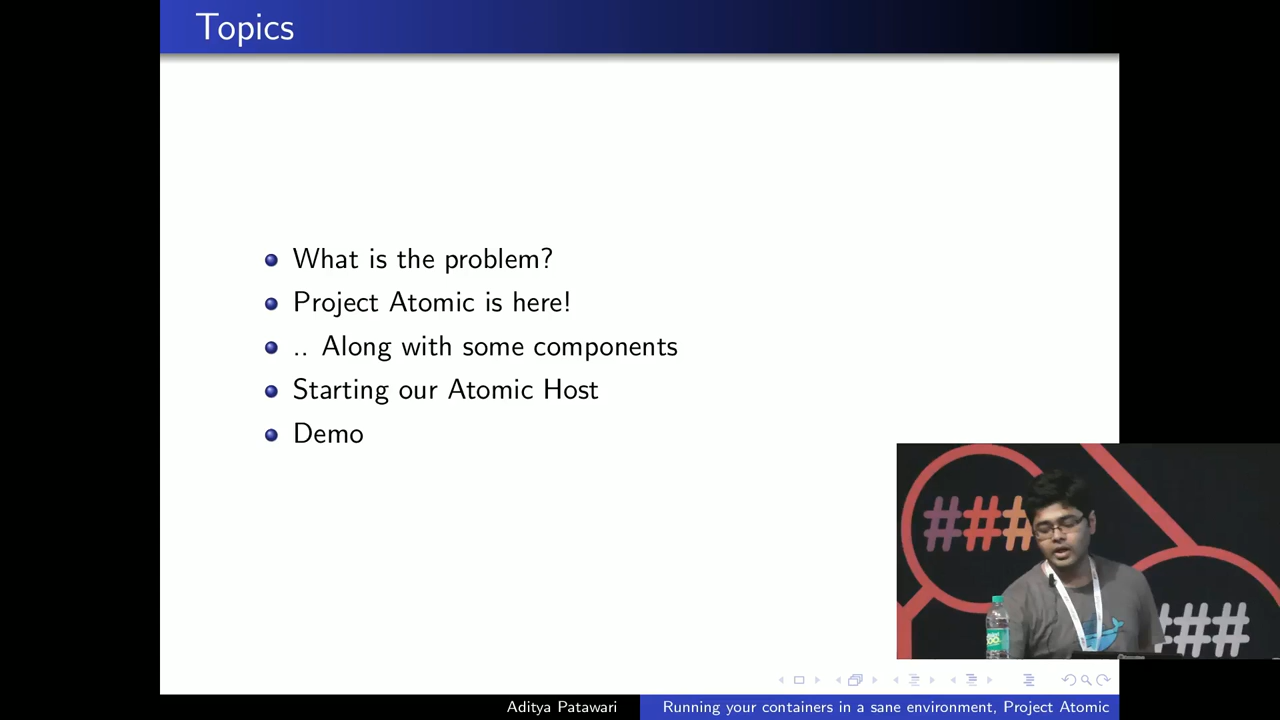 Topics
What is the problem?
Project Atomic is here!
.. Along with some components
Starting our Atomic Host
Demo
###
###
Aditya Patawari
Running your containers in a sane environment, Project Atomic